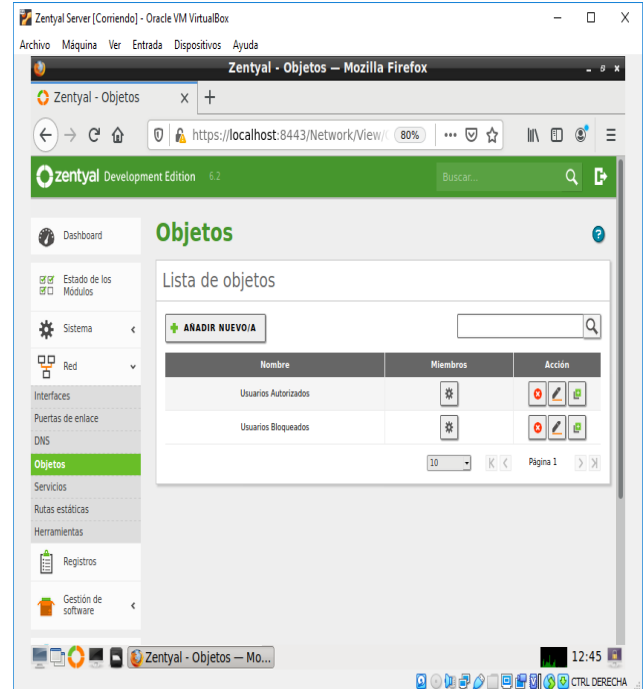 Zentyal Server [Corriendo] - Oracle VM VirtualBox
Archivo Máquina Ver Entrada Dispositivos Ayuda
Zentyal - Objetos — Mozilla Firefox
Zentyal - Objetos
https://localhost:8443/Network/View/ 80%
zentyal Development Edition 6.2 Buscar...
Dashboard
Estado de los Módulos
Sistema
Red
Interfaces
Puertas de enlace
DNS
Objetos
Servicios
Rutas estáticas
Herramientas
Registros
Gestión de software
Objetos
Lista de objetos
AÑADIR NUEVO/A
Nombre Miembros Acción
Usuarios Autorizados
Usuarios Bloqueados
10 Página 1
Zentyal - Objetos — Mo... 12:45
CTRL DERECHA